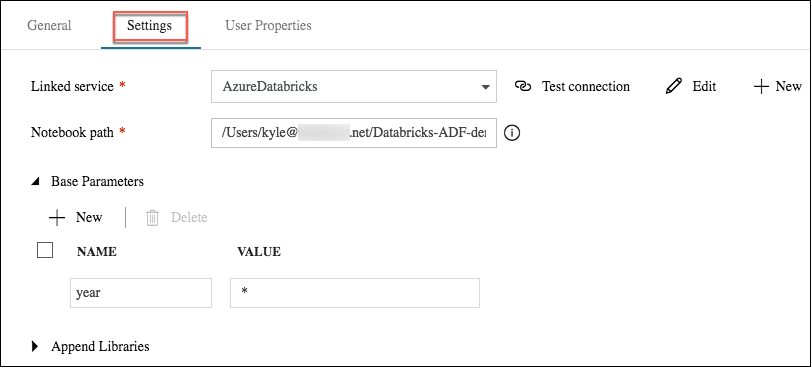 General Settings User Properties
Linked service * AzureDatabricks Test connection Edit New
Notebook path * /Users/kyle@ .net/Databricks-ADF-de
Base Parameters
New Delete
NAME VALUE
year *
Append Libraries